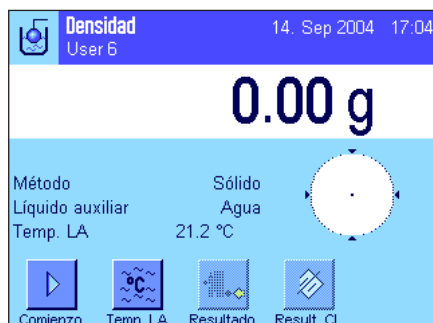 Densidad 14. Sep 2004 17:04
User 6
0.00 g
Método Sólido
Líquido auxiliar Agua
Temp. LA 21.2 °C
°C
Comienzo Temp. LA Resultado Result. CL